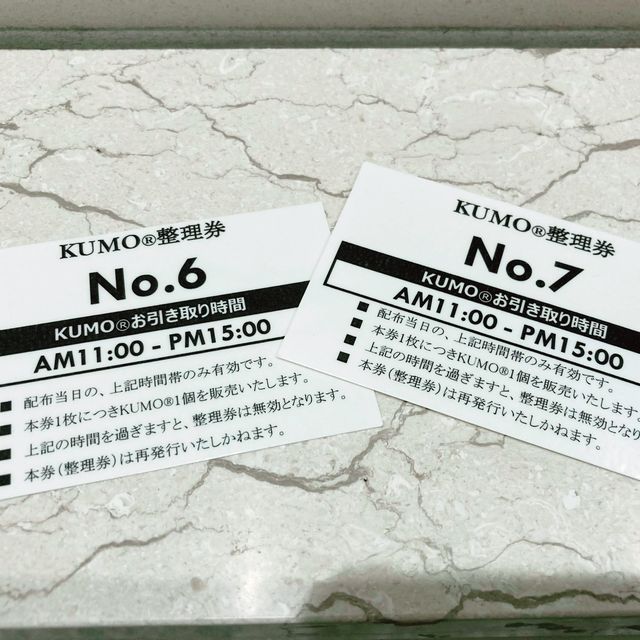 KUMO®整理券
No.6
KUMO®お引き取り時間
AM11:00 - PM15:00
■ 配布当日の、上記時間帯のみ有効です。
■ 本券1枚につきKUMO®1個を販売いたします。
■ 上記の時間を過ぎますと、整理券は無効となります。
■ 本券(整理券)は再発行いたしかねます。
KUMO®整理券
No.7
KUMO®お引き取り時間
AM11:00 - PM15:00
■ 配布当日の、上記時間帯のみ有効です。
■ 本券1枚につきKUMO®1個を販売いたします。
■ 上記の時間を過ぎますと、整理券は無効とな
■ 本券(整理券)は再発行いたしかねます。